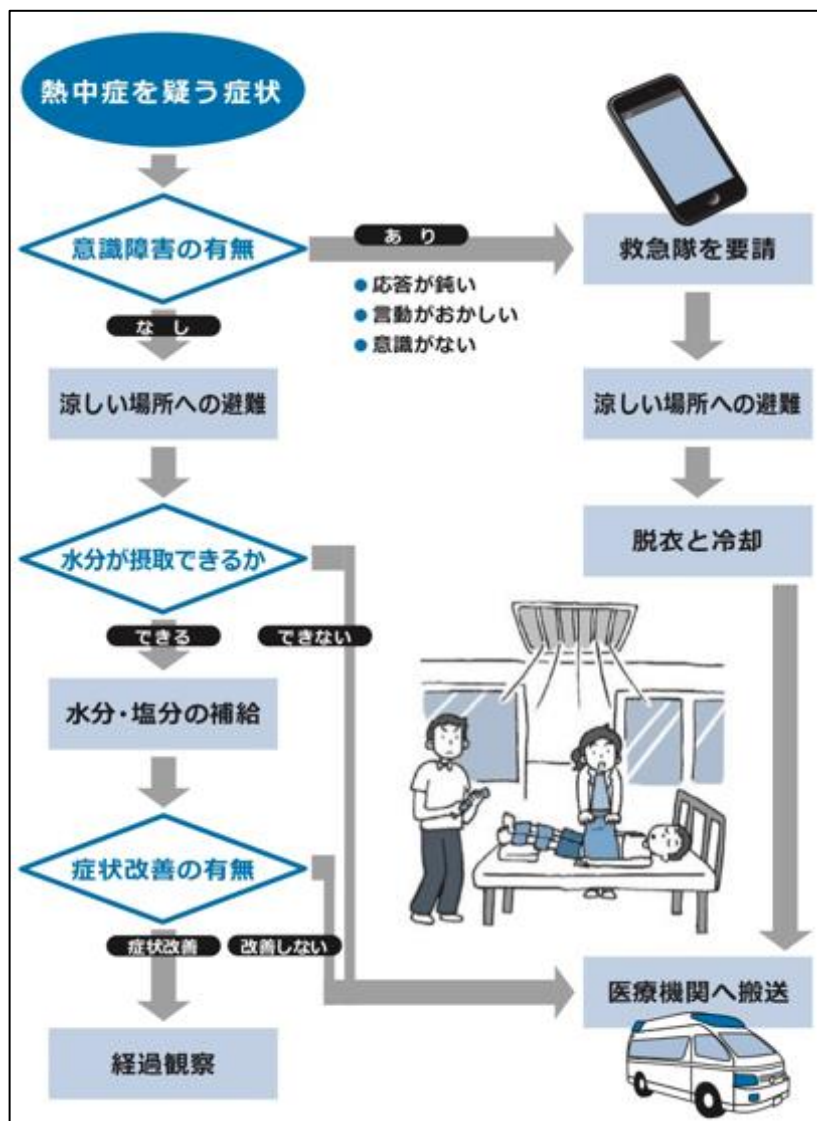 熱中症を疑う症状
意識障害の有無
あり
応答が鈍い
言動がおかしい
意識がない
救急隊を要請
なし
涼しい場所への避難
涼しい場所への避難
水分が摂取できるか
脱衣と冷却
できる
できない
水分・塩分の補給
症状改善の有無
症状改善
改善しない
医療機関へ搬送
経過観察